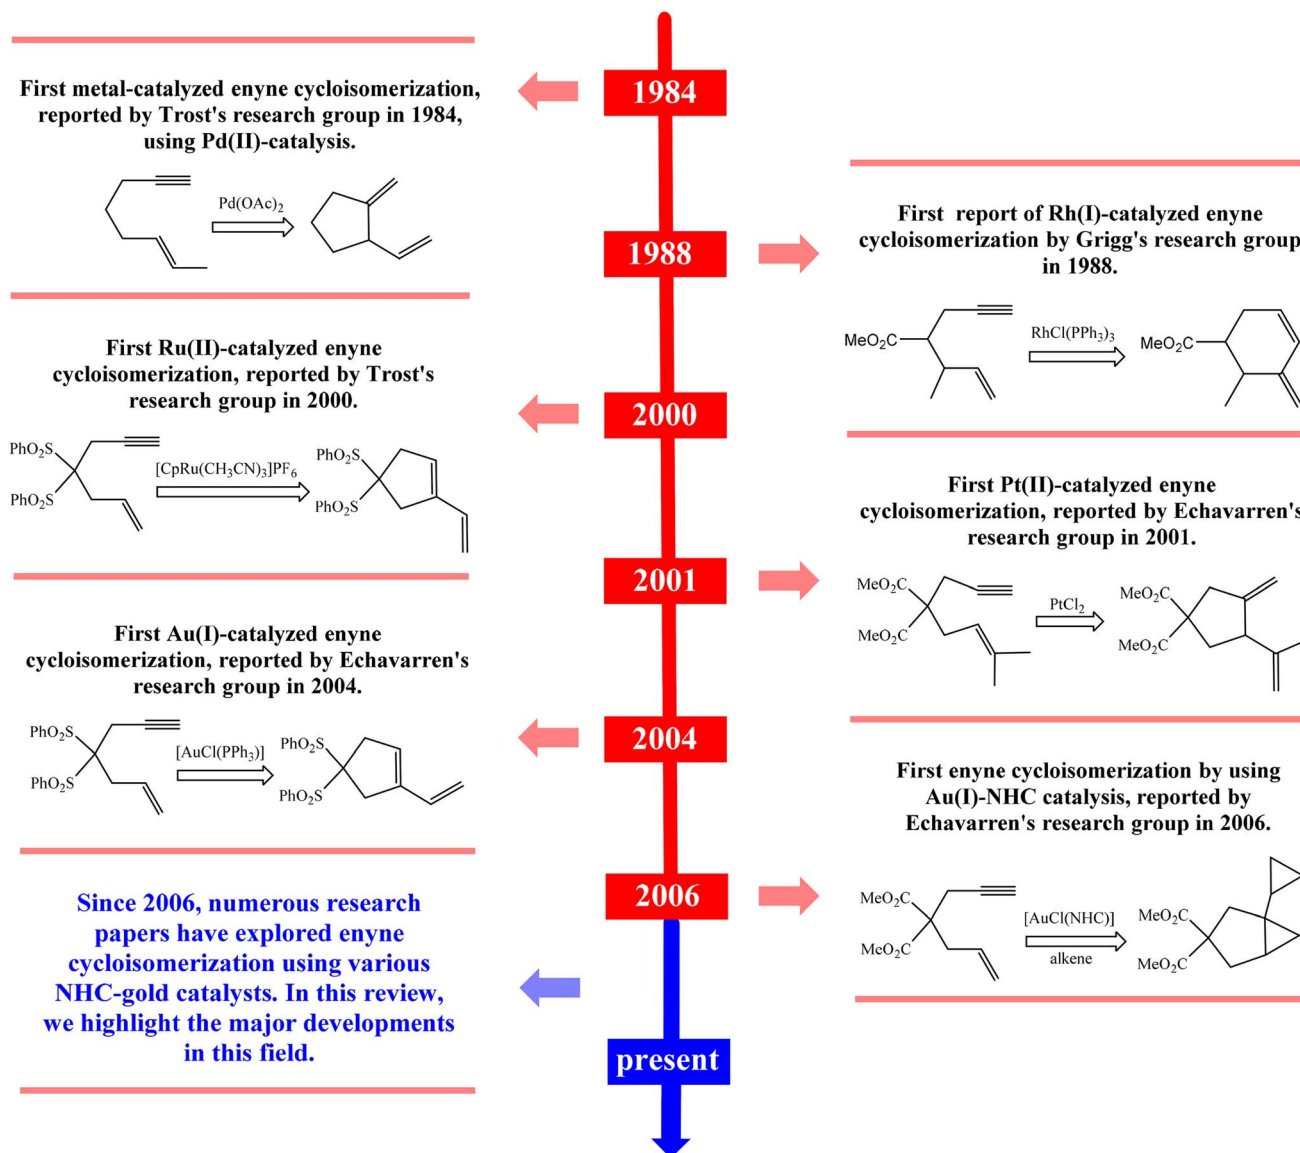 1984
First metal-catalyzed enyne cycloisomerization,
reported by Trost's research group in 1984,
using Pd(II)-catalysis.
Pd(OAc)2
1988
First report of Rh(I)-catalyzed enyne
cycloisomerization by Grigg's research group
in 1988.
MeO2C
RhCl(PPh3)3
MeO2C
2000
First Ru(II)-catalyzed enyne
cycloisomerization, reported by Trost's
research group in 2000.
PhO2S
PhO2S
[CpRu(CH3CN)3]PF6
PhO2S
PhO2S
2001
First Pt(II)-catalyzed enyne
cycloisomerization, reported by Echavarren's
research group in 2001.
MeO2C
MeO2C
PtCl2
MeO2C
MeO2C
2004
First Au(I)-catalyzed enyne
cycloisomerization, reported by Echavarren's
research group in 2004.
PhO2S
PhO2S
[AuCl(PPh3)]
PhO2S
PhO2S
2006
First enyne cycloisomerization by using
Au(I)-NHC catalysis, reported by
Echavarren's research group in 2006.
MeO2C
MeO2C
[AuCl(NHC)]
alkene
MeO2C
MeO2C
Since 2006, numerous research
papers have explored enyne
cycloisomerization using various
NHC-gold catalysts. In this review,
we highlight the major developments
in this field.
present